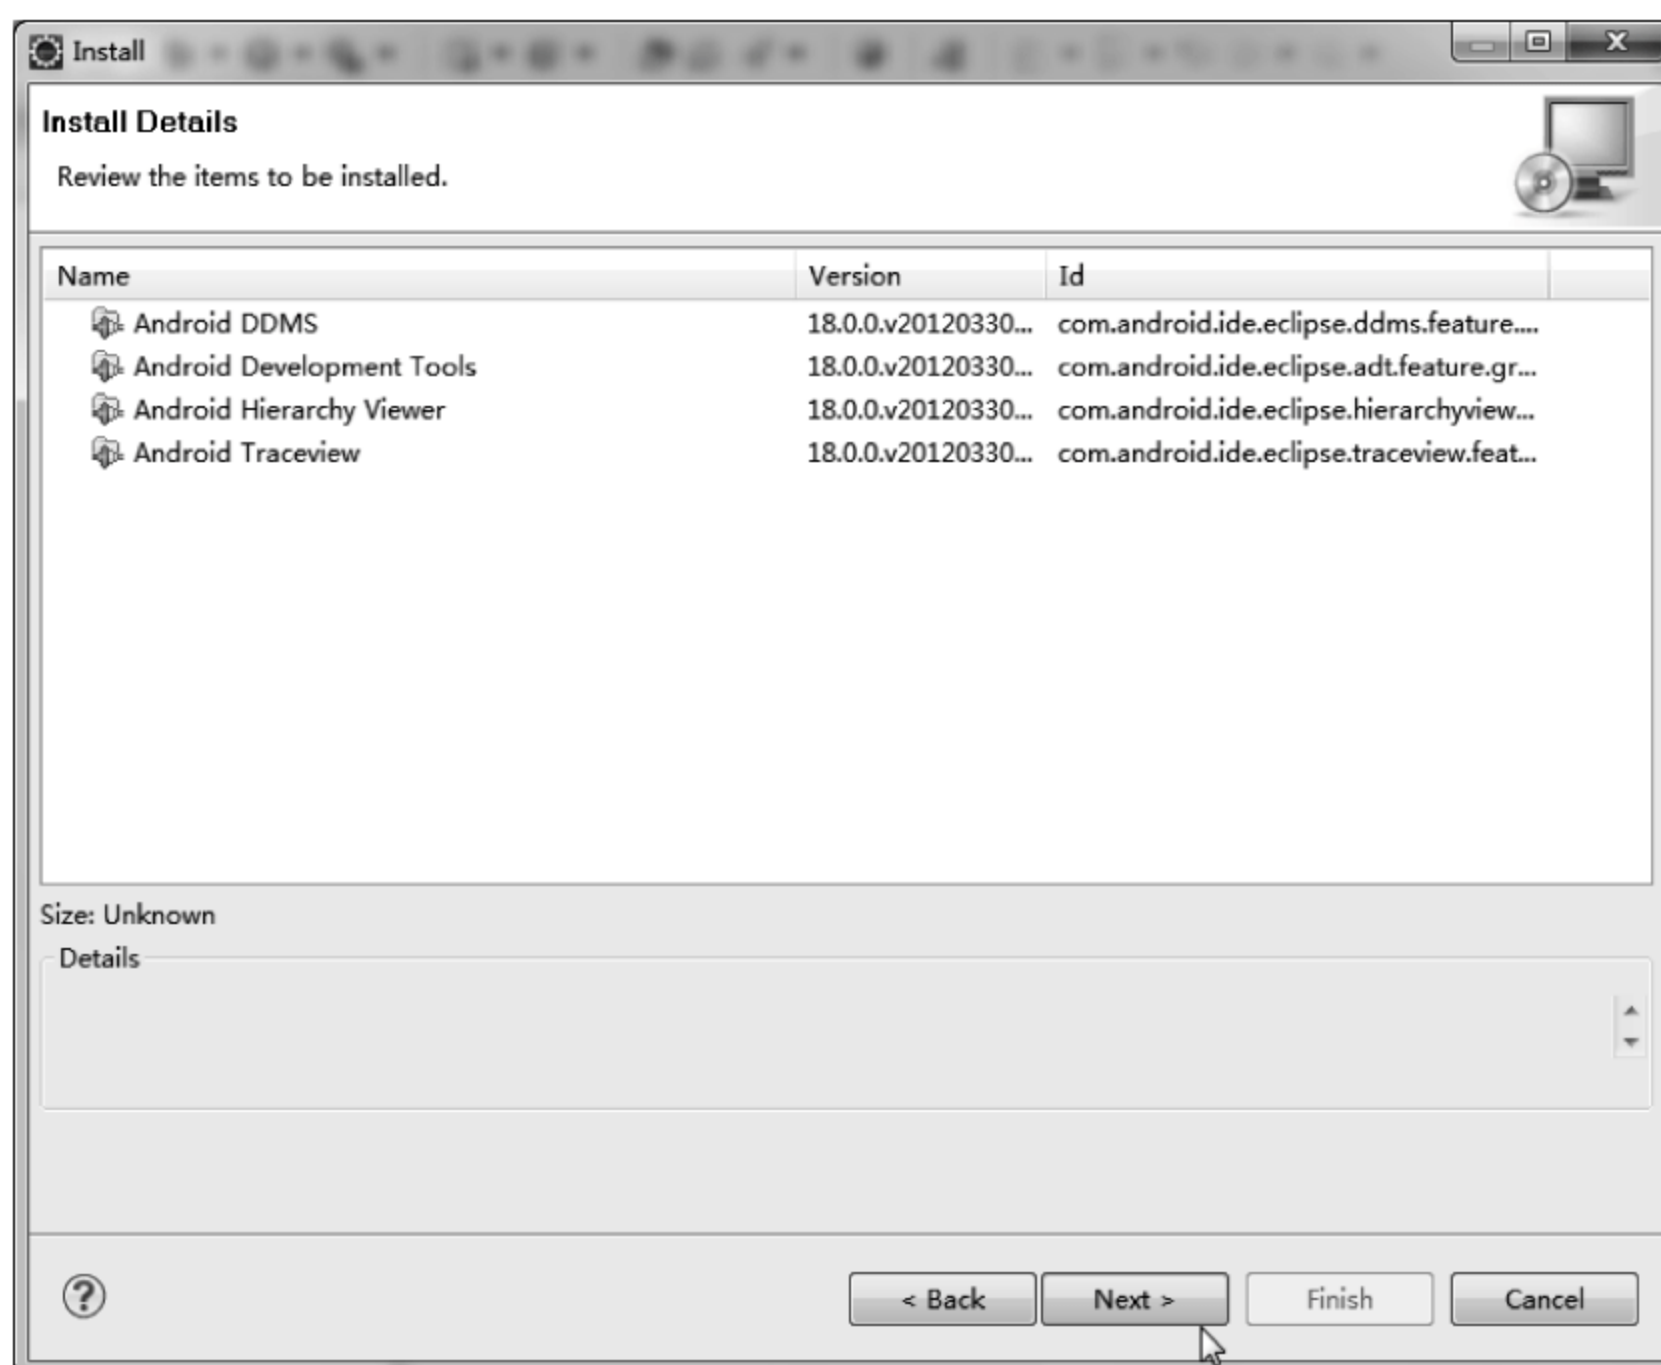 Install
Install Details
Review the items to be installed.
Name Version Id
Android DDMS 18.0.0.v20120330... com.android.ide.eclipse.ddms.feature....
Android Development Tools 18.0.0.v20120330... com.android.ide.eclipse.adt.feature.gr...
Android Hierarchy Viewer 18.0.0.v20120330... com.android.ide.eclipse.hierarchyview...
Android Traceview 18.0.0.v20120330... com.android.ide.eclipse.traceview.feat...
Size: Unknown
Details
? < Back Next > Finish Cancel